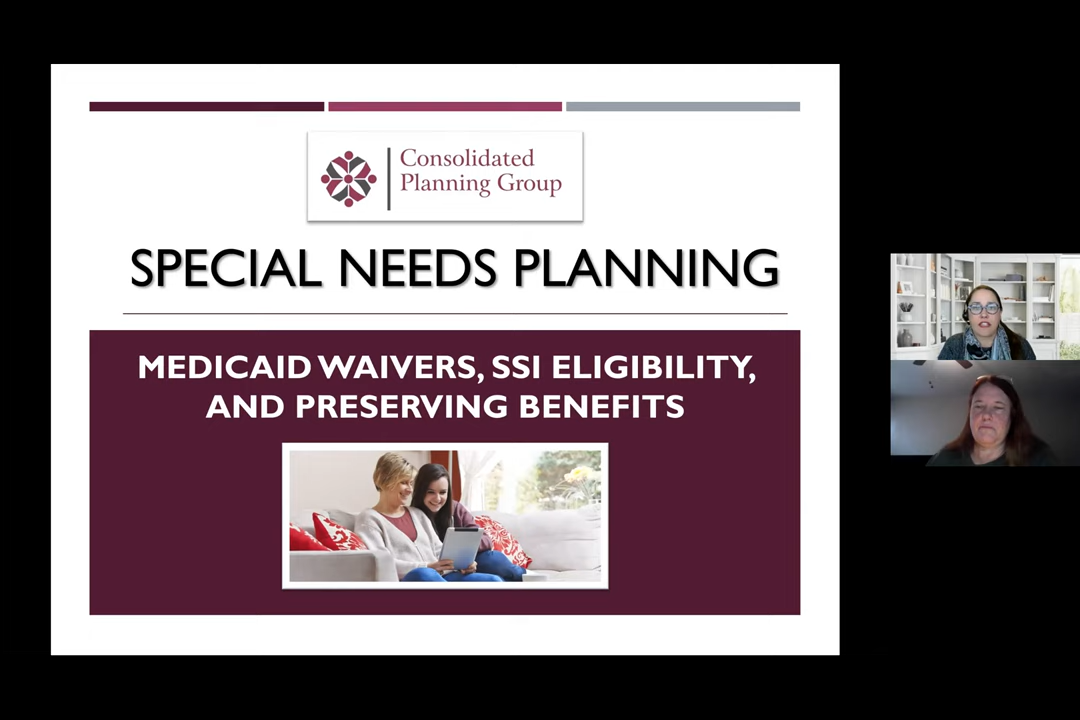 Consolidated
Planning Group
SPECIAL NEEDS PLANNING
MEDICAID WAIVERS, SSI ELIGIBILITY,
AND PRESERVING BENEFITS